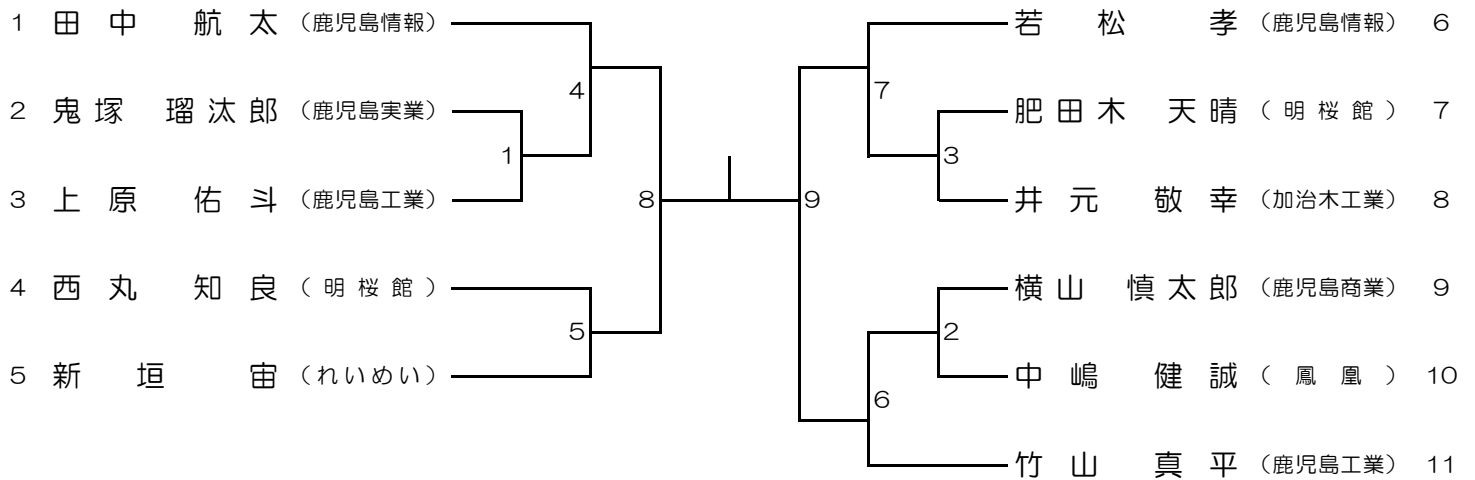 1 田中 航太 (鹿児島情報) 若松 孝 (鹿児島情報) 6
4 7
2 鬼塚 瑠汰郎 (鹿児島実業) 肥田木 天晴 (明桜館) 7
1 3
3 上原 佑斗 (鹿児島工業) 8 9 井元 敬幸 (加治木工業) 8
4 西丸 知良 (明桜館) 横山 慎太郎 (鹿児島商業) 9
5 2
5 新垣 宙 (れいめい) 中嶋 健誠 (鳳凰) 10
6
竹山 真平 (鹿児島工業) 11